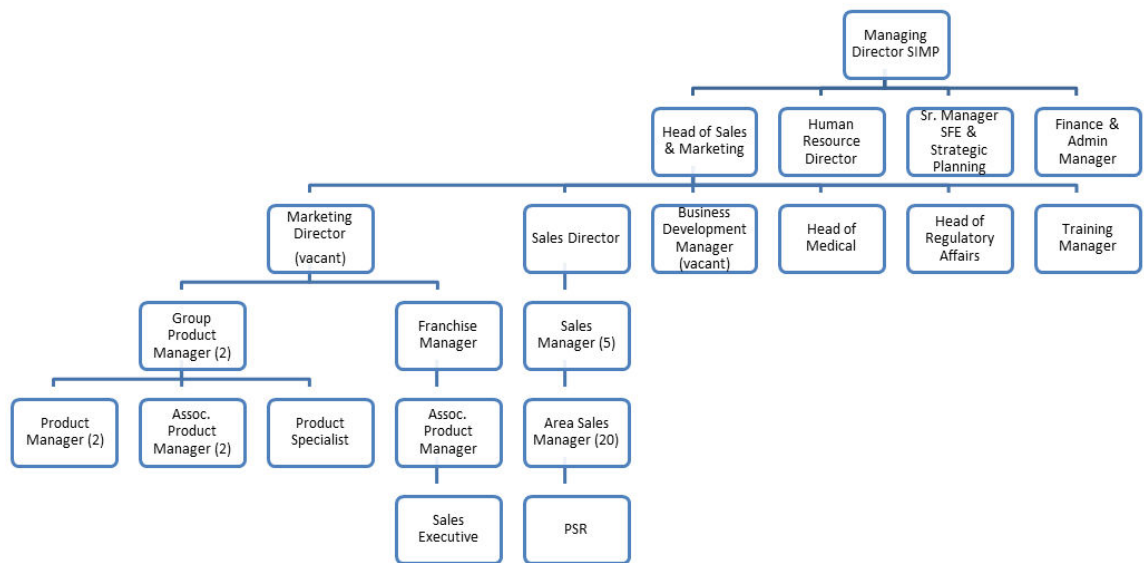 Managing
Director SIMP
Head of Sales
& Marketing
Human
Resource
Director
Sr. Manager
SFE &
Strategic
Planning
Finance &
Admin
Manager
Marketing
Director
(vacant)
Sales Director
Business
Development
Manager
(vacant)
Head of
Medical
Head of
Regulatory
Affairs
Training
Manager
Group
Product
Manager (2)
Franchise
Manager
Sales
Manager (5)
Product
Manager (2)
Assoc.
Product
Manager (2)
Product
Specialist
Assoc.
Product
Manager
Area Sales
Manager (20)
Sales
Executive
PSR